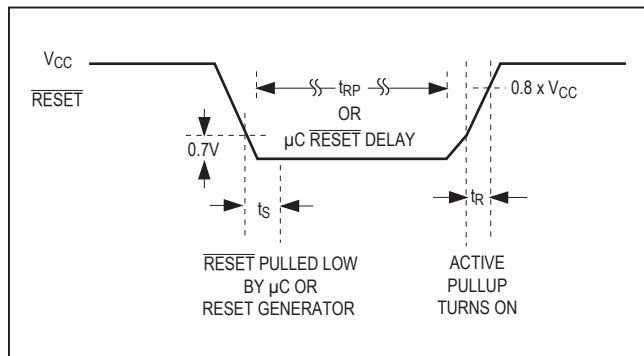 VCC
RESET
tRP
OR
µC RESET DELAY
0.8 x VCC
0.7V
tS
tR
RESET PULLED LOW
BY µC OR
RESET GENERATOR
ACTIVE
PULLUP
TURNS ON